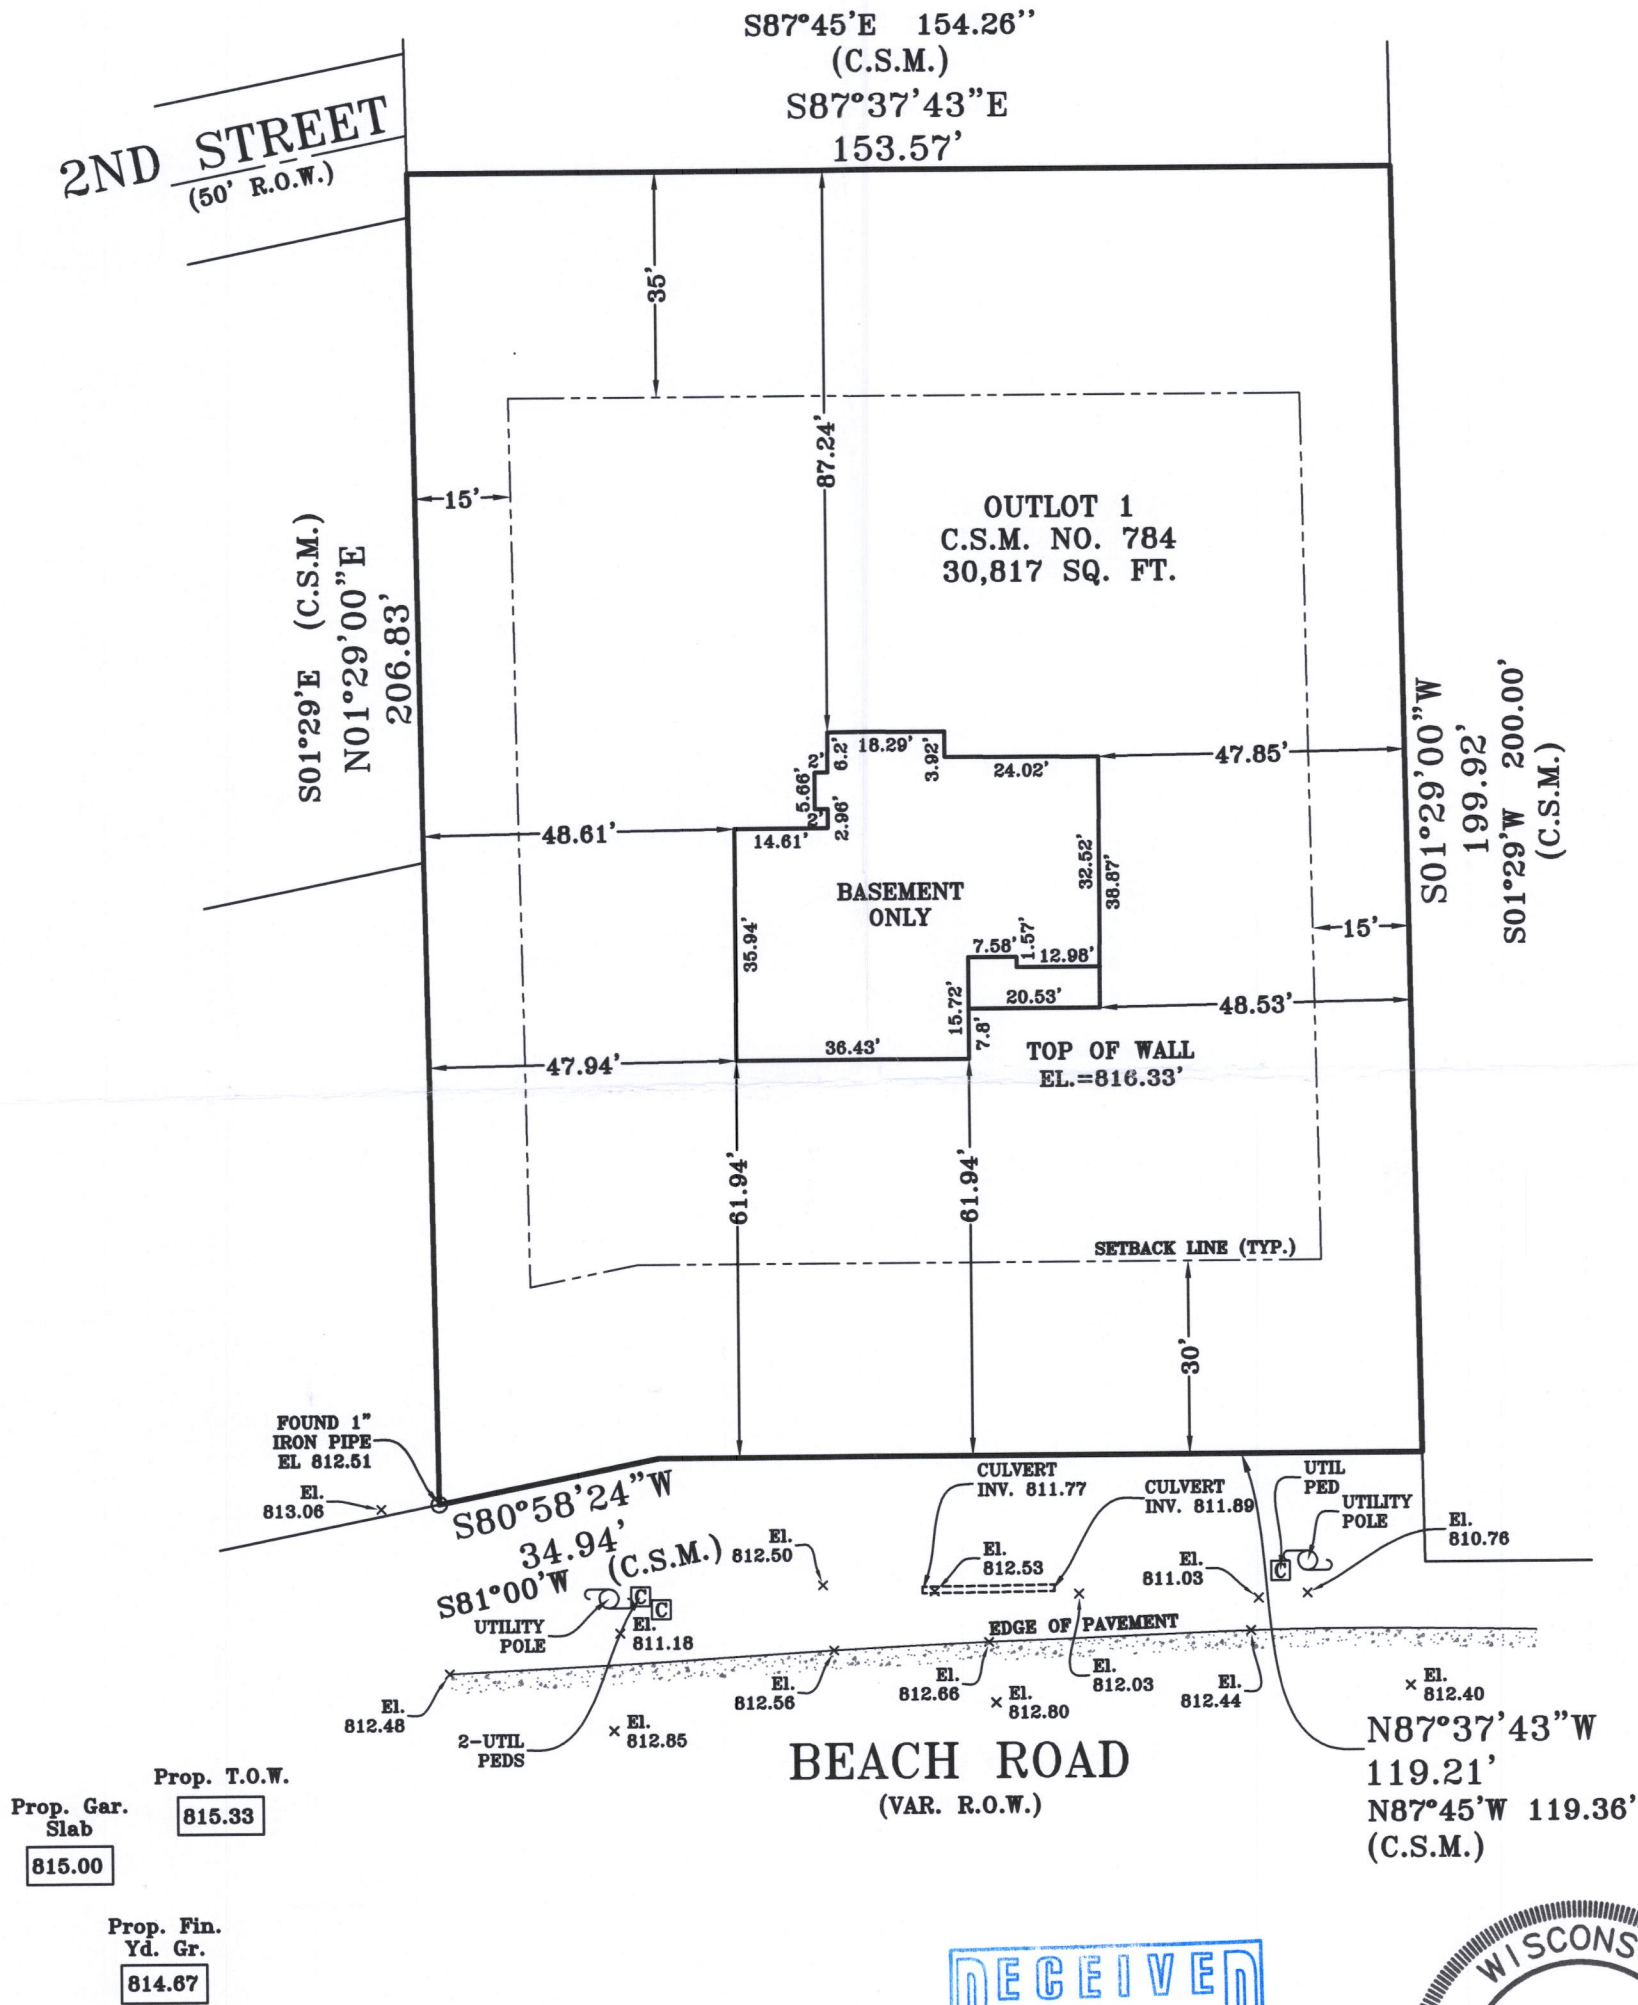 S87°45'E 154.26''
(C.S.M.)
S87°37'43"E
153.57'
2ND STREET
(50' R.O.W.)
35'
87.24'
15'
OUTLOT 1
C.S.M. NO. 784
30,817 SQ. FT.
S01°29'E (C.S.M.)
N01°29'00"E
206.83'
S01°29'00"W
199.92'
S01°29'W 200.00'
(C.S.M.)
2'
6.2'
18.29'
3.92'
24.02'
47.85'
5.66'
2'
2.96'
48.61'
14.61'
32.52'
38.87'
BASEMENT
ONLY
15'
35.94'
7.58'
1.57'
12.98'
15.72'
20.53'
48.53'
7.8'
36.43'
47.94'
TOP OF WALL
EL.=816.33'
61.94'
61.94'
SETBACK LINE (TYP.)
30'
FOUND 1"
IRON PIPE
EL 812.51
El.
813.06
S80°58'24"W
34.94'
S81°00'W (C.S.M.)
El.
812.50
CULVERT
INV. 811.77
CULVERT
INV. 811.89
El.
812.53
UTIL
PED
UTILITY
POLE
El.
810.76
El.
811.03
C
C
C
UTILITY
POLE
El.
811.18
EDGE OF PAVEMENT
El.
812.48
El.
812.56
El.
812.66
El.
812.03
El.
812.44
El.
812.40
El.
812.80
El.
812.85
2-UTIL
PEDS
BEACH ROAD
(VAR. R.O.W.)
N87°37'43"W
119.21'
N87°45'W 119.36'
(C.S.M.)
Prop. T.O.W.
815.33
Prop. Gar.
Slab
815.00
Prop. Fin.
Yd. Gr.
814.67
RECEIVED
WISCONS